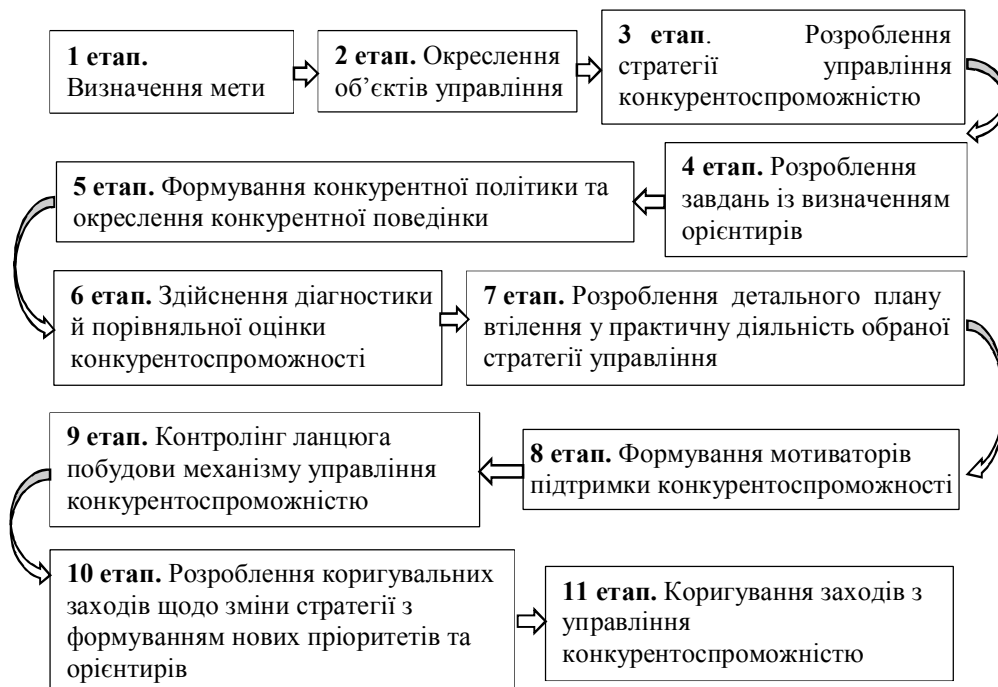 1 етап.
Визначення мети
2 етап. Окреслення
об’єктів управління
3 етап. Розроблення
стратегії управління
конкурентоспроможністю
4 етап. Розроблення
завдань із визначенням
орієнтирів
5 етап. Формування конкурентної політики та
окреслення конкурентної поведінки
6 етап. Здійснення діагностики
й порівняльної оцінки
конкурентоспроможності
7 етап. Розроблення детального плану
втілення у практичну діяльність обраної
стратегії управління
8 етап. Формування мотиваторів
підтримки конкурентоспроможності
9 етап. Контролінг ланцюга
побудови механізму управління
конкурентоспроможністю
10 етап. Розроблення коригувальних
заходів щодо зміни стратегії з
формуванням нових пріоритетів та
орієнтирів
11 етап. Коригування заходів з
управління
конкурентоспроможністю